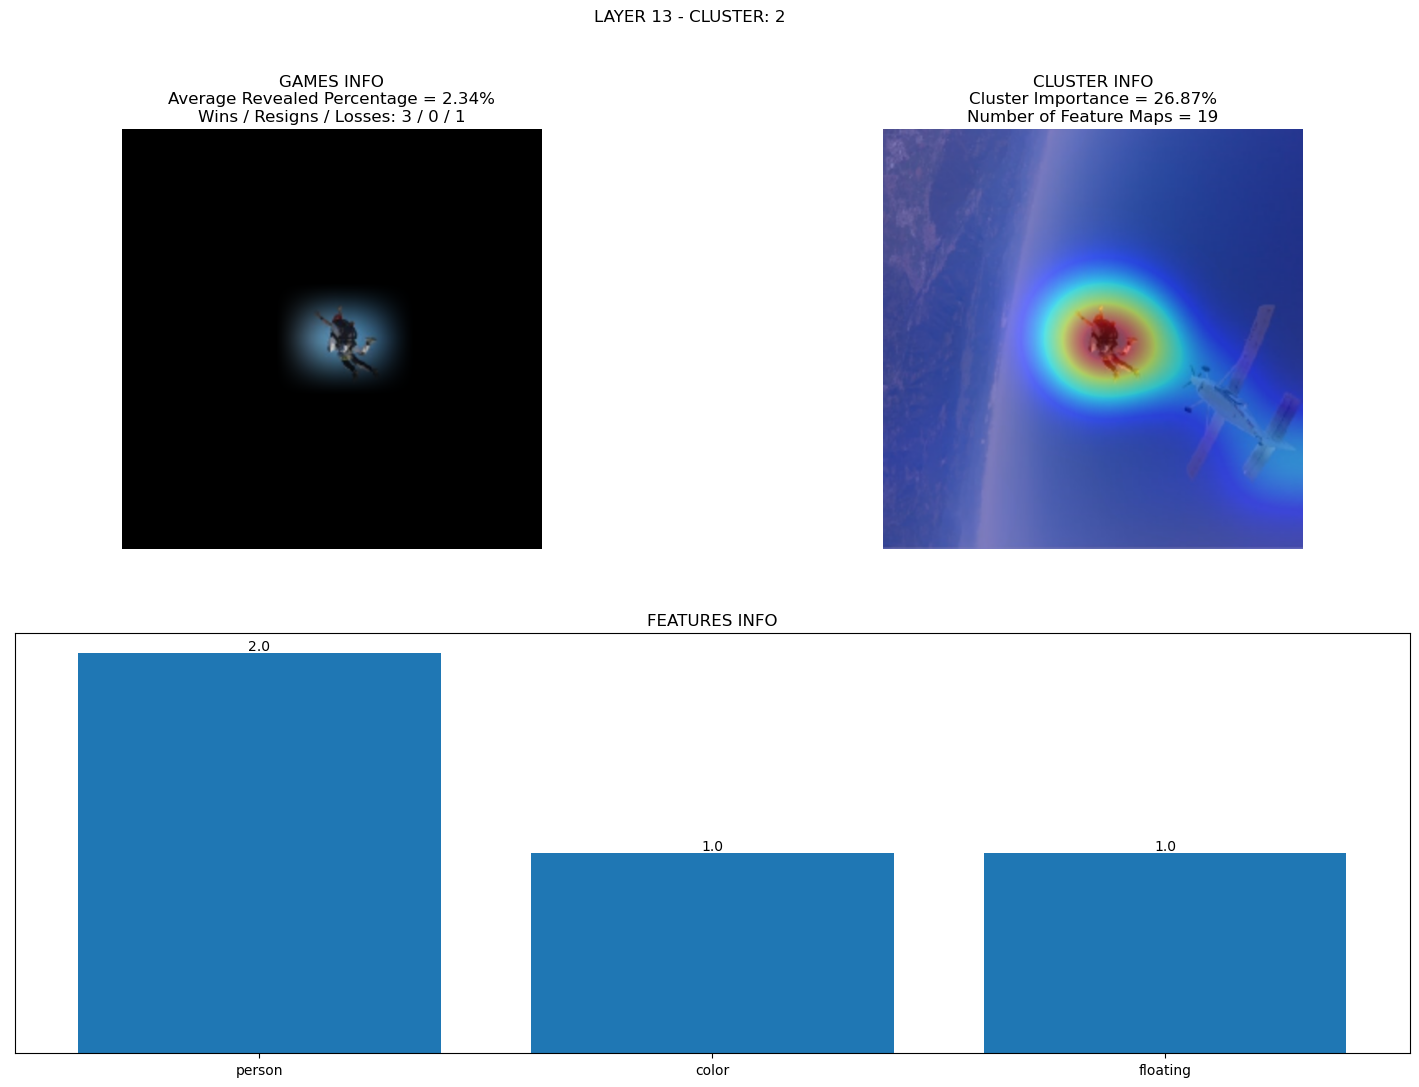 LAYER 13 - CLUSTER: 2
GAMES INFO
Average Revealed Percentage = 2.34%
Wins / Resigns / Losses: 3 / 0 / 1
CLUSTER INFO
Cluster Importance = 26.87%
Number of Feature Maps = 19
FEATURES INFO
2.0
1.0
1.0
person
color
floating